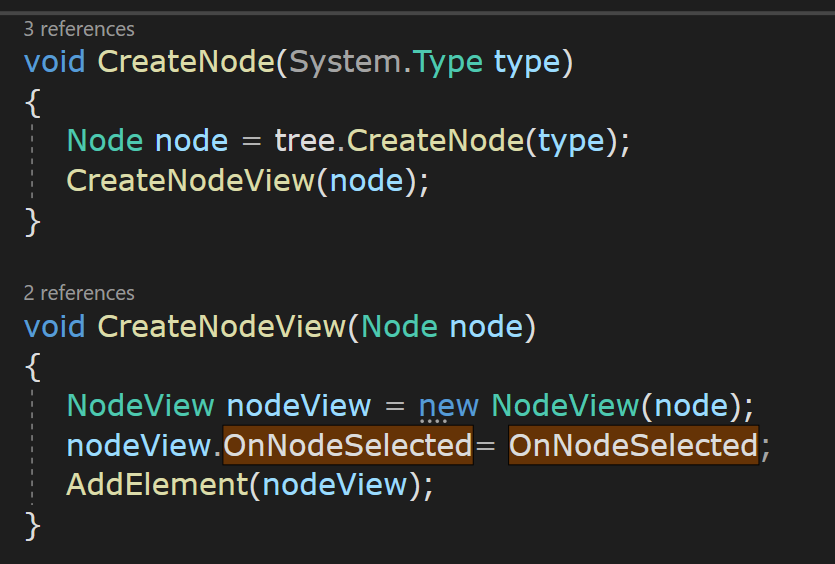 3 references
void CreateNode(System.Type type)
{
Node node = tree.CreateNode(type);
CreateNodeView(node);
}
2 references
void CreateNodeView(Node node)
{
NodeView nodeView = new NodeView(node);
nodeView.OnNodeSelected= OnNodeSelected;
AddElement(nodeView);
}